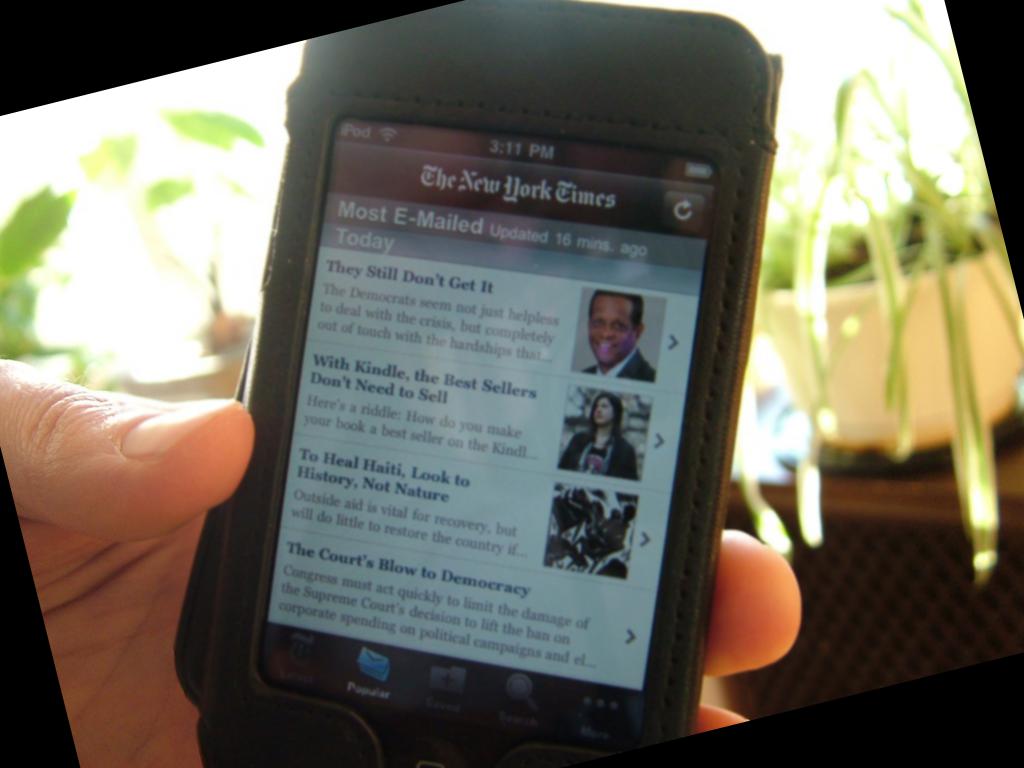 iPod 3:11 PM
The New York Times
Most E-Mailed Updated 16 mins. ago
Today
They Still Don't Get It
The Democrats seem not just helpless
to deal with the crisis, but completely
out of touch with the hardships that...
With Kindle, the Best Sellers
Don't Need to Sell
Here's a riddle: How do you make
your book a best seller on the Kindl...
To Heal Haiti, Look to
History, Not Nature
Outside aid is vital for recovery, but
will do little to restore the country if...
The Court's Blow to Democracy
Congress must act quickly to limit the damage of
the Supreme Court's decision to lift the ban on
corporate spending on political campaigns and el...
Latest Popular Saved Search More